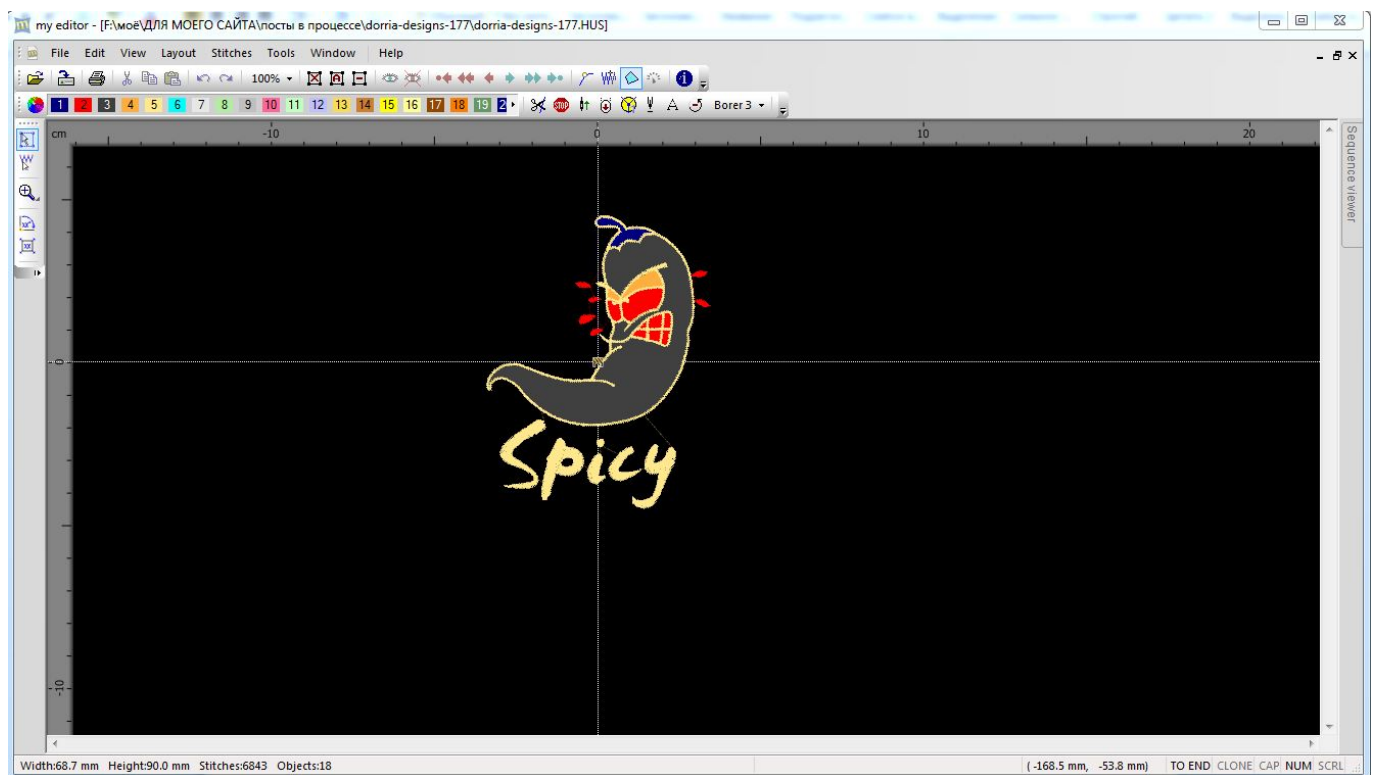 my editor - [F:\моё\ДЛЯ МОЕГО САЙТА\посты в процессе\dorria-designs-177\dorria-designs-177.HUS]
File Edit View Layout Stitches Tools Window Help
100%
1 2 3 4 5 6 7 8 9 10 11 12 13 14 15 16 17 18 19 2 STOP A Borer 3
cm -10 0 10 20
Sequence viewer
0
Spicy
-10
Width:68.7 mm Height:90.0 mm Stitches:6843 Objects:18 ( -168.5 mm, -53.8 mm) TO END CLONE CAP NUM SCRL